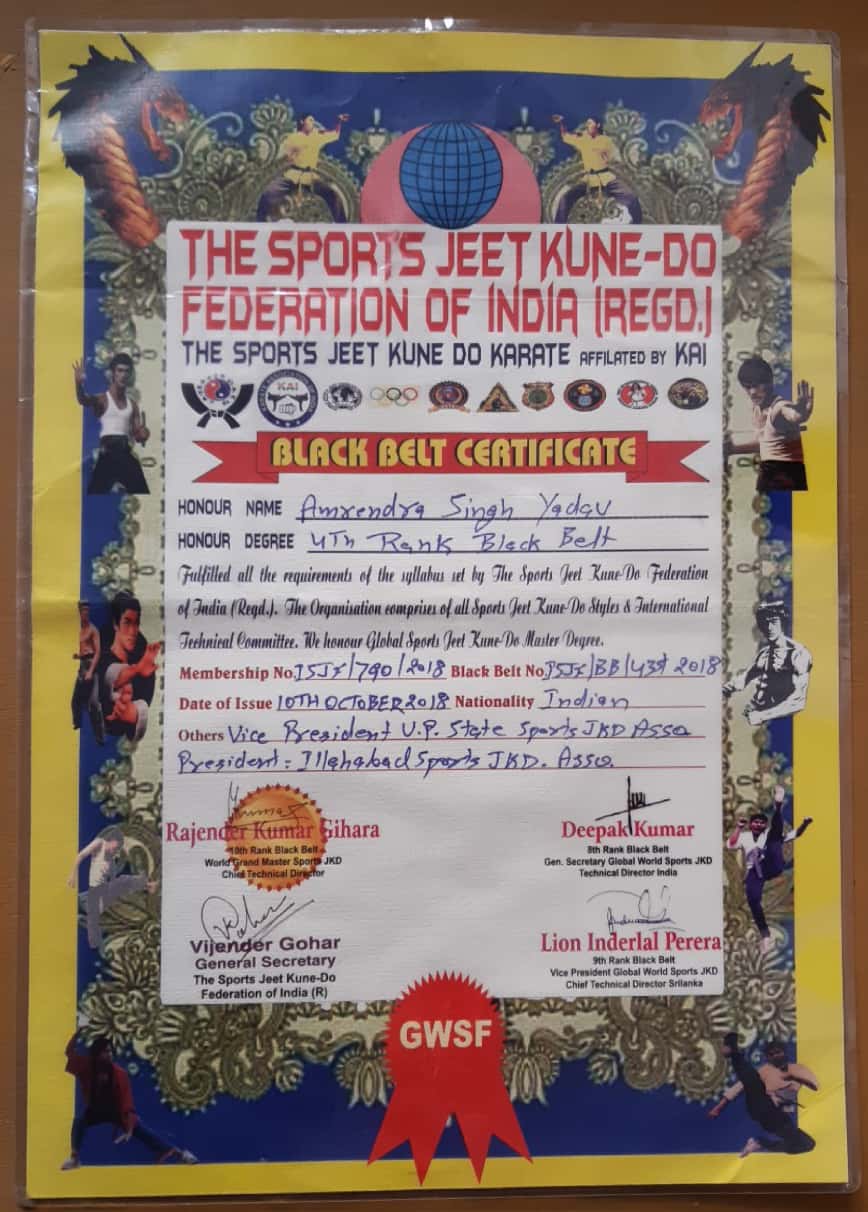 THE SPORTS JEET KUNE-DO
FEDERATION OF INDIA (REGD.)
THE SPORTS JEET KUNE DO KARATE AFFILATED BY KAI
KAI
BLACK BELT CERTIFICATE
HONOUR NAME Amrendra Singh Yadav
HONOUR DEGREE 4Th Rank Black Belt
Fulfilled all the requirements of the syllabus set by The Sports Jeet Kune-Do Federation
of India (Regd.). The Organisation comprises of all Sports Jeet Kune-Do Styles & International
Technical Committee. We honour Global Sports Jeet Kune-Do Master Degree.
Membership No. /790/2018 Black Belt No. 2018
Date of Issue 10TH OCTOBER 2018 Nationality Indian
Others Vice President U.P. State Sports JKD Asso
President: Illahabad Sports JKD. Asso.
Rajender Kumar Gihara
10th Rank Black Belt
World Grand Master Sports JKD
Chief Technical Director
Deepak Kumar
8th Rank Black Belt
Gen. Secretary Global World Sports JKD
Technical Director India
Vijender Gohar
General Secretary
The Sports Jeet Kune-Do
Federation of India (R)
Lion Inderlal Perera
9th Rank Black Belt
Vice President Global World Sports JKD
Chief Technical Director Srilanka
GWSF